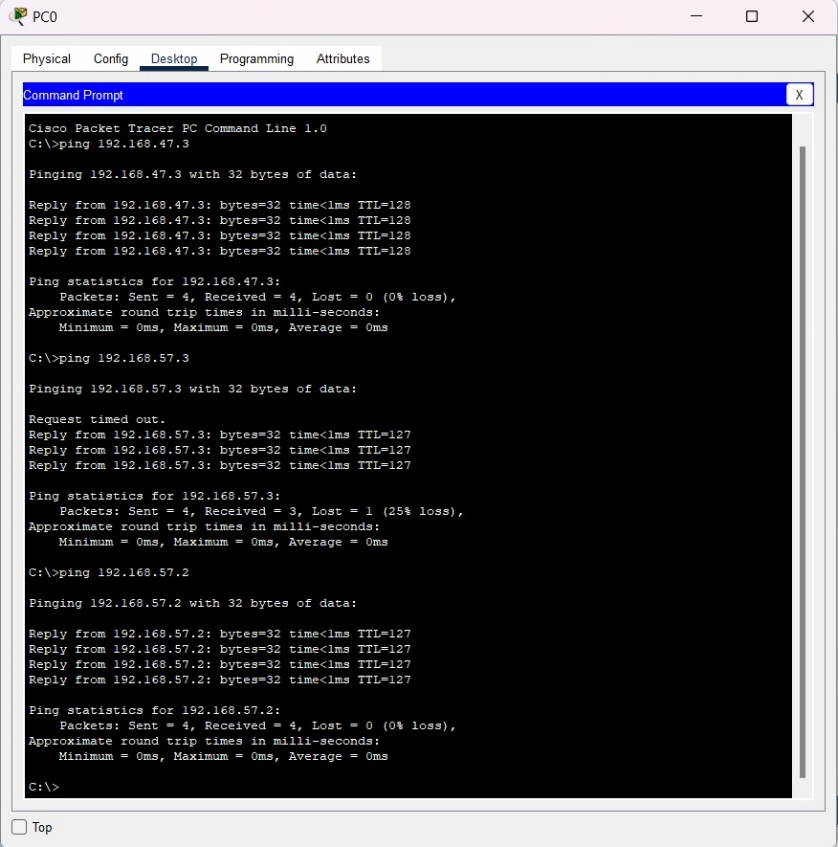 PC0
Physical Config Desktop Programming Attributes
Command Prompt
X
Cisco Packet Tracer PC Command Line 1.0
C:\>ping 192.168.47.3
Pinging 192.168.47.3 with 32 bytes of data:
Reply from 192.168.47.3: bytes=32 time<1ms TTL=128
Reply from 192.168.47.3: bytes=32 time<1ms TTL=128
Reply from 192.168.47.3: bytes=32 time<1ms TTL=128
Reply from 192.168.47.3: bytes=32 time<1ms TTL=128
Ping statistics for 192.168.47.3:
    Packets: Sent = 4, Received = 4, Lost = 0 (0% loss),
Approximate round trip times in milli-seconds:
    Minimum = 0ms, Maximum = 0ms, Average = 0ms
C:\>ping 192.168.57.3
Pinging 192.168.57.3 with 32 bytes of data:
Request timed out.
Reply from 192.168.57.3: bytes=32 time<1ms TTL=127
Reply from 192.168.57.3: bytes=32 time<1ms TTL=127
Reply from 192.168.57.3: bytes=32 time<1ms TTL=127
Ping statistics for 192.168.57.3:
    Packets: Sent = 4, Received = 3, Lost = 1 (25% loss),
Approximate round trip times in milli-seconds:
    Minimum = 0ms, Maximum = 0ms, Average = 0ms
C:\>ping 192.168.57.2
Pinging 192.168.57.2 with 32 bytes of data:
Reply from 192.168.57.2: bytes=32 time<1ms TTL=127
Reply from 192.168.57.2: bytes=32 time<1ms TTL=127
Reply from 192.168.57.2: bytes=32 time<1ms TTL=127
Reply from 192.168.57.2: bytes=32 time<1ms TTL=127
Ping statistics for 192.168.57.2:
    Packets: Sent = 4, Received = 4, Lost = 0 (0% loss),
Approximate round trip times in milli-seconds:
    Minimum = 0ms, Maximum = 0ms, Average = 0ms
C:\>
Top